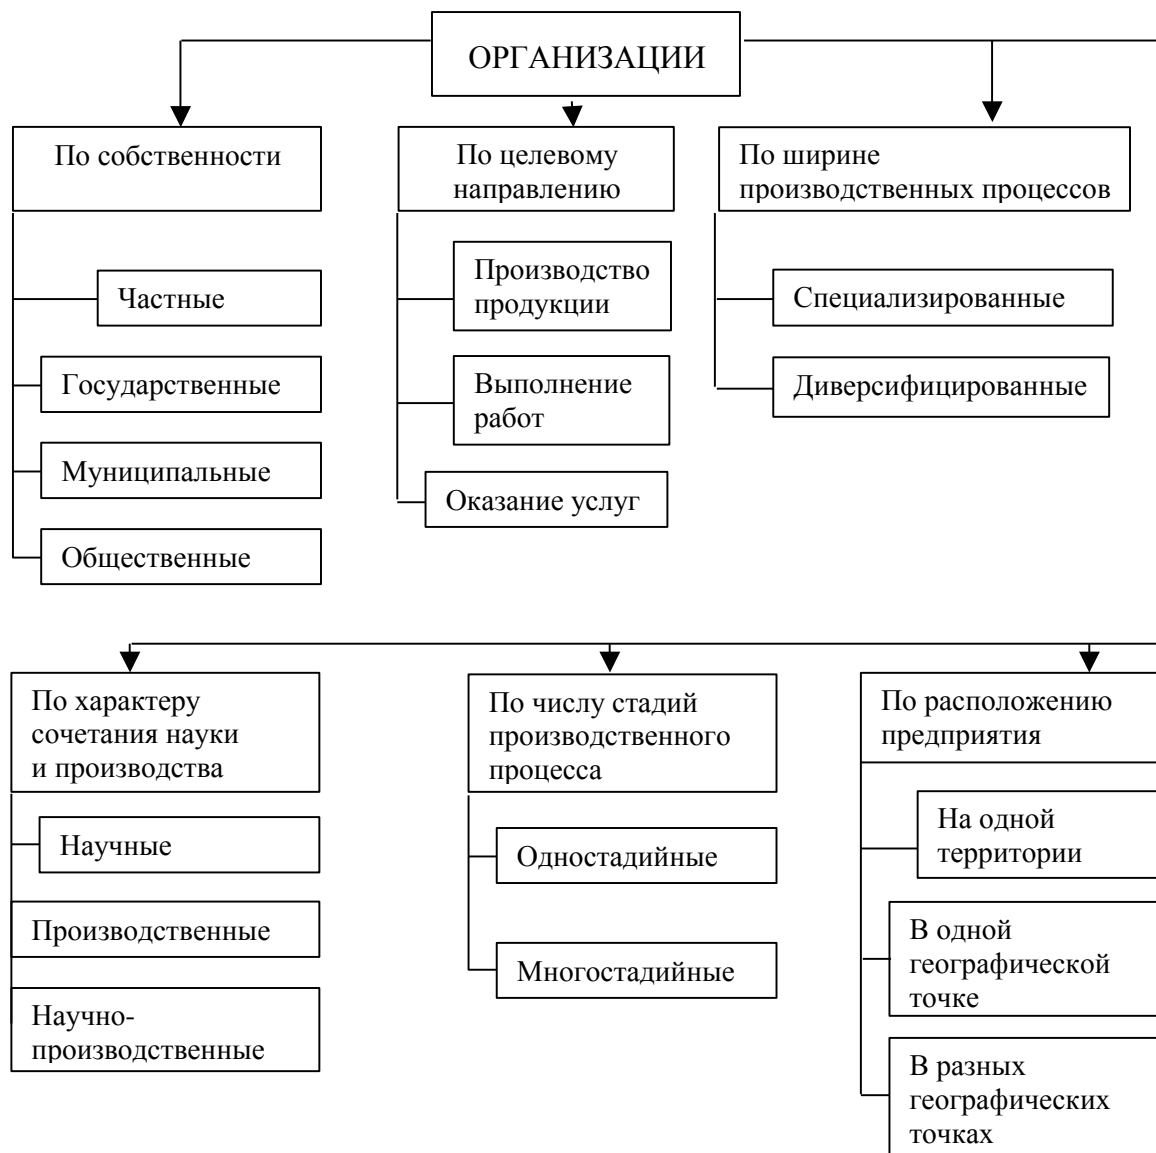 ОРГАНИЗАЦИИ
По собственности
По целевому
направлению
По ширине
производственных процессов
Частные
Государственные
Муниципальные
Общественные
Производство
продукции
Выполнение
работ
Оказание услуг
Специализированные
Диверсифицированные
По характеру
сочетания науки
и производства
Научные
Производственные
Научно-
производственные
По числу стадий
производственного
процесса
Одностадийные
Многостадийные
По расположению
предприятия
На одной
территории
В одной
географической
точке
В разных
географических
точках